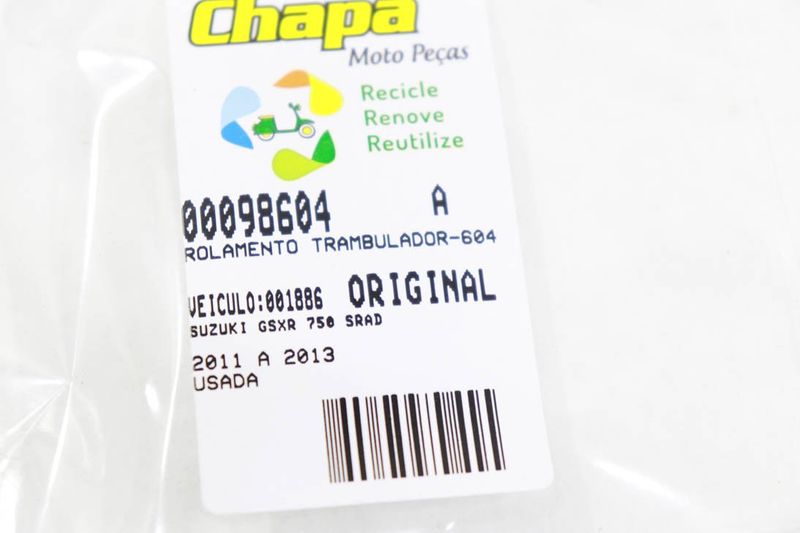 Chapa
Moto Peças
Recicle
Renove
Reutilize
00098604 A
ROLAMENTO TRAMBULADOR-604
VEICULO:001886 ORIGINAL
SUZUKI GSXR 750 SRAD
2011 A 2013
USADA